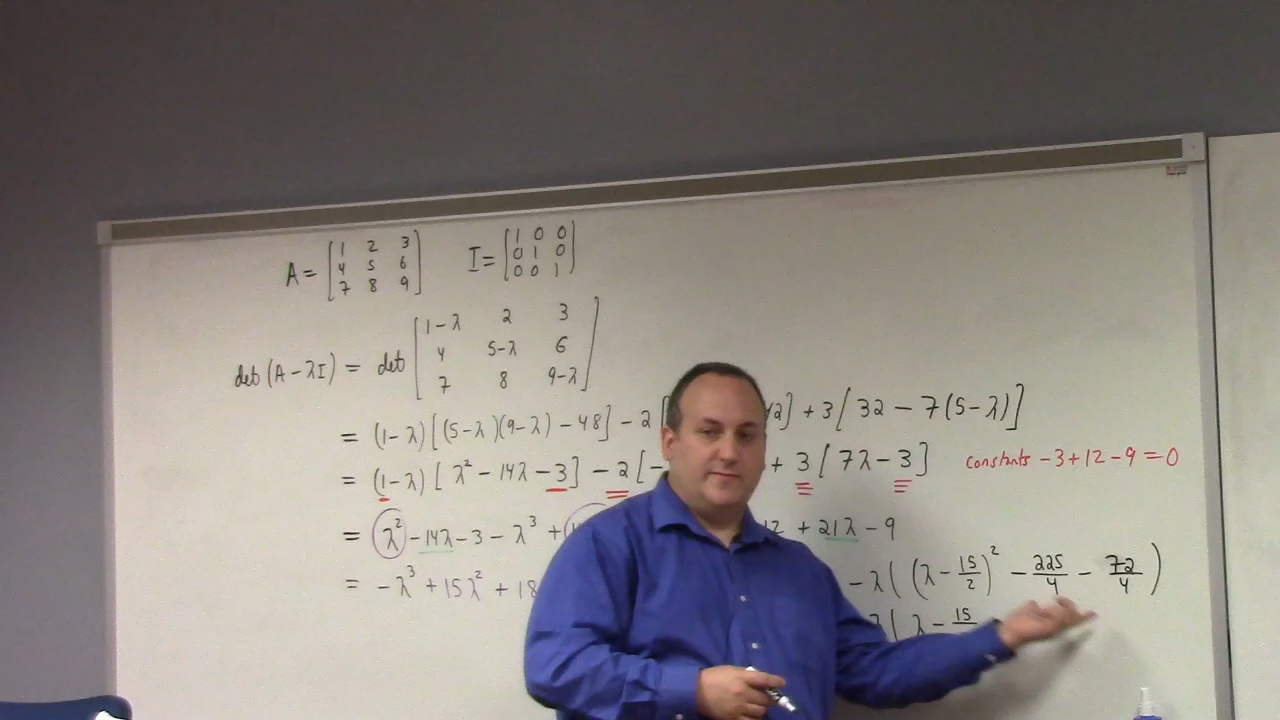 A = [1 2 3; 4 5 6; 7 8 9] I = [1 0 0; 0 1 0; 0 0 1]
det (A - λI) = det [1-λ 2 3; 4 5-λ 6; 7 8 9-λ]
= (1-λ)[(5-λ)(9-λ) - 48] - 2[ 42] + 3[32 - 7(5-λ)]
= (1-λ)[λ² - 14λ - 3] - 2[- + 3[7λ - 3] constants -3+12-9=0
= λ² - 14λ - 3 - λ³ + 12 + 21λ - 9
= -λ³ + 15λ² + 18 - λ((λ - 15/2)² - 225/4 - 72/4)
λ(λ - 15